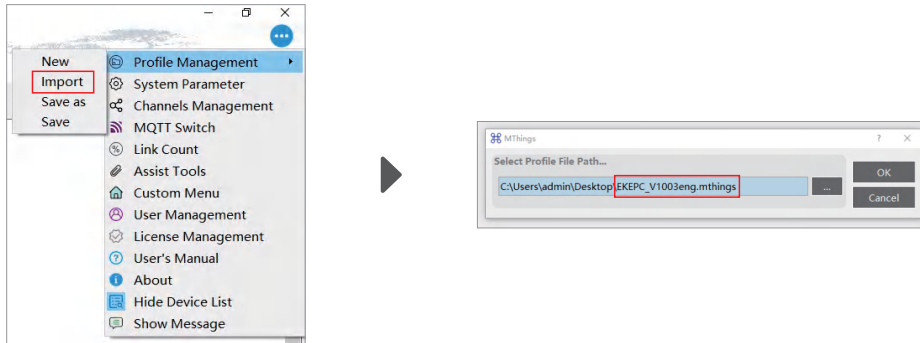 New
Import
Save as
Save
Profile Management
System Parameter
Channels Management
MQTT Switch
Link Count
Assist Tools
Custom Menu
User Management
License Management
User's Manual
About
Hide Device List
Show Message
MThings
Select Profile File Path...
C:\Users\admin\Desktop\EKEPC_V1003eng.mthings
...
OK
Cancel